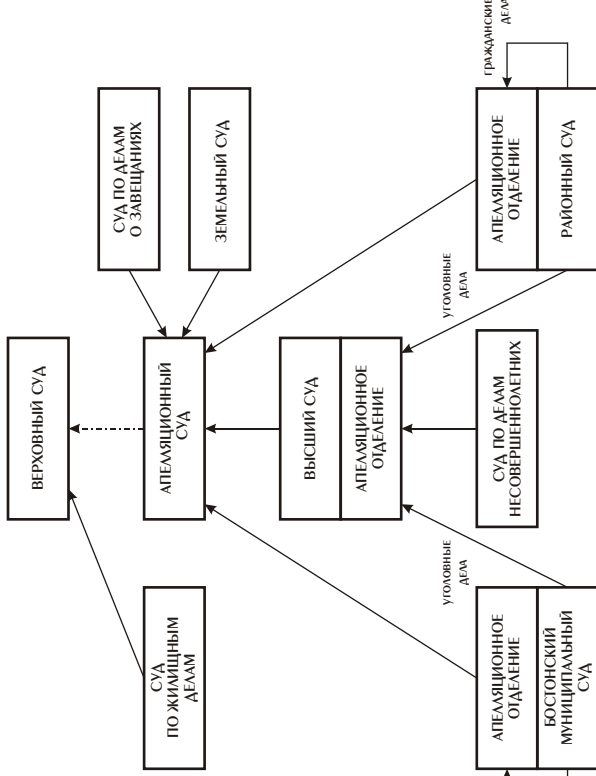 ВЕРХОВНЫЙ СУД
СУД
ПО ЖИЛИЩНЫМ
ДЕЛАМ
АПЕЛЛЯЦИОННЫЙ
СУД
СУД ПО ДЕЛАМ
О ЗАВЕЩАНИЯХ
ЗЕМЕЛЬНЫЙ СУД
ВЫСШИЙ СУД
АПЕЛЛЯЦИОННОЕ
ОТДЕЛЕНИЕ
УГОЛОВНЫЕ
ДЕЛА
УГОЛОВНЫЕ
ДЕЛА
АПЕЛЛЯЦИОННОЕ
ОТДЕЛЕНИЕ
БОСТОНСКИЙ
МУНИЦИПАЛЬНЫЙ
СУД
СУД ПО ДЕЛАМ
НЕСОВЕРШЕННОЛЕТНИХ
АПЕЛЛЯЦИОННОЕ
ОТДЕЛЕНИЕ
РАЙОННЫЙ СУД
ГРАЖДАНСКИЕ
ДЕЛА